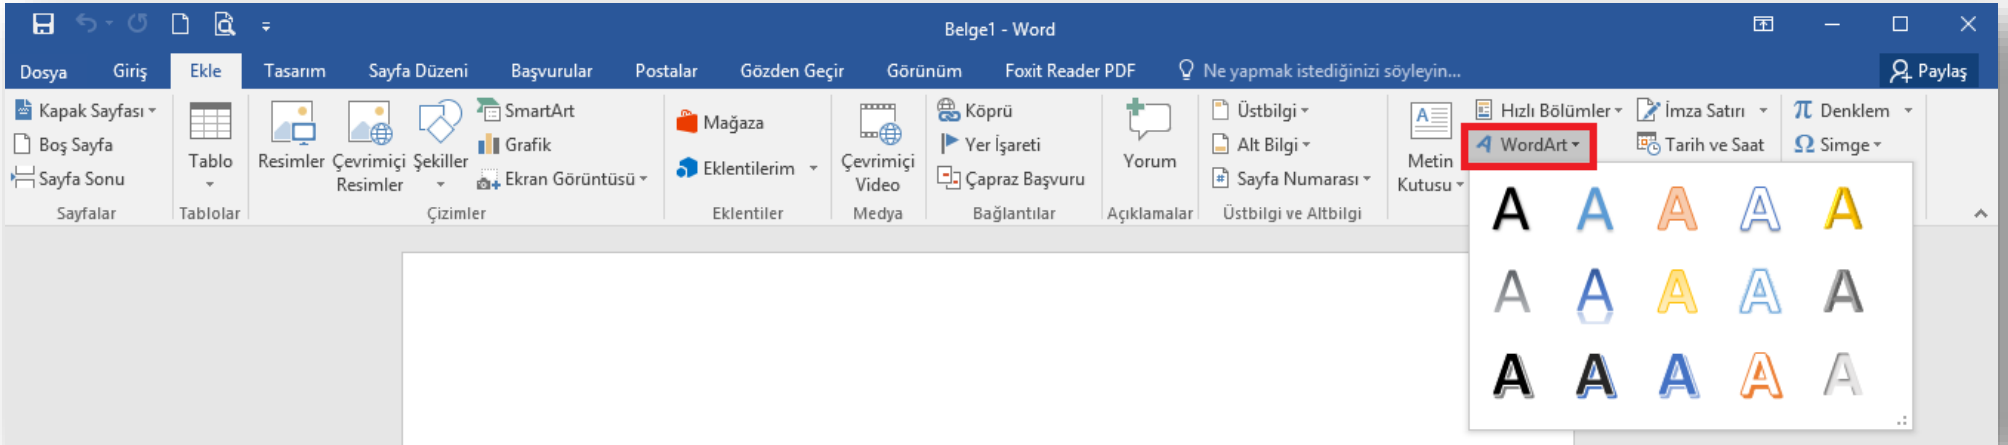 Belge1 - Word
Dosya Giriş Ekle Tasarım Sayfa Düzeni Başvurular Postalar Gözden Geçir Görünüm Foxit Reader PDF Ne yapmak istediğinizi söyleyin... Paylaş
Kapak Sayfası
Boş Sayfa
Sayfa Sonu
Sayfalar
Tablo
Tablolar
Resimler
Çevrimiçi
Resimler
Şekiller
SmartArt
Grafik
Ekran Görüntüsü
Çizimler
Mağaza
Eklentilerim
Eklentiler
Çevrimiçi
Video
Medya
Köprü
Yer İşareti
Çapraz Başvuru
Bağlantılar
Yorum
Açıklamalar
Üstbilgi
Alt Bilgi
Sayfa Numarası
Üstbilgi ve Altbilgi
Metin
Kutusu
Hızlı Bölümler
WordArt
İmza Satırı
Tarih ve Saat
π Denklem
Ω Simge
A A A A A
A A A A A
A A A A A